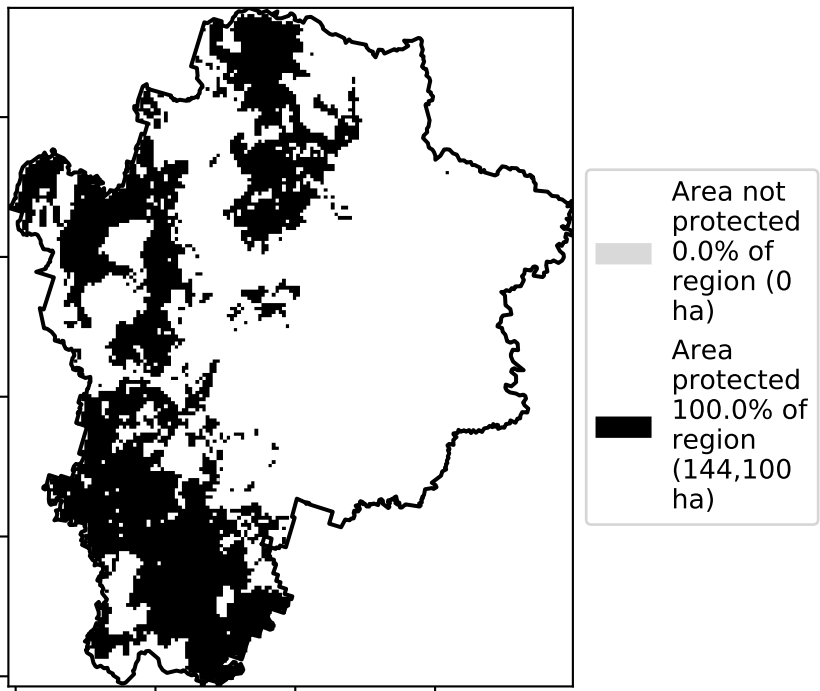 Area not
protected
0.0% of
region (0
ha)
Area
protected
100.0% of
region
(144,100
ha)